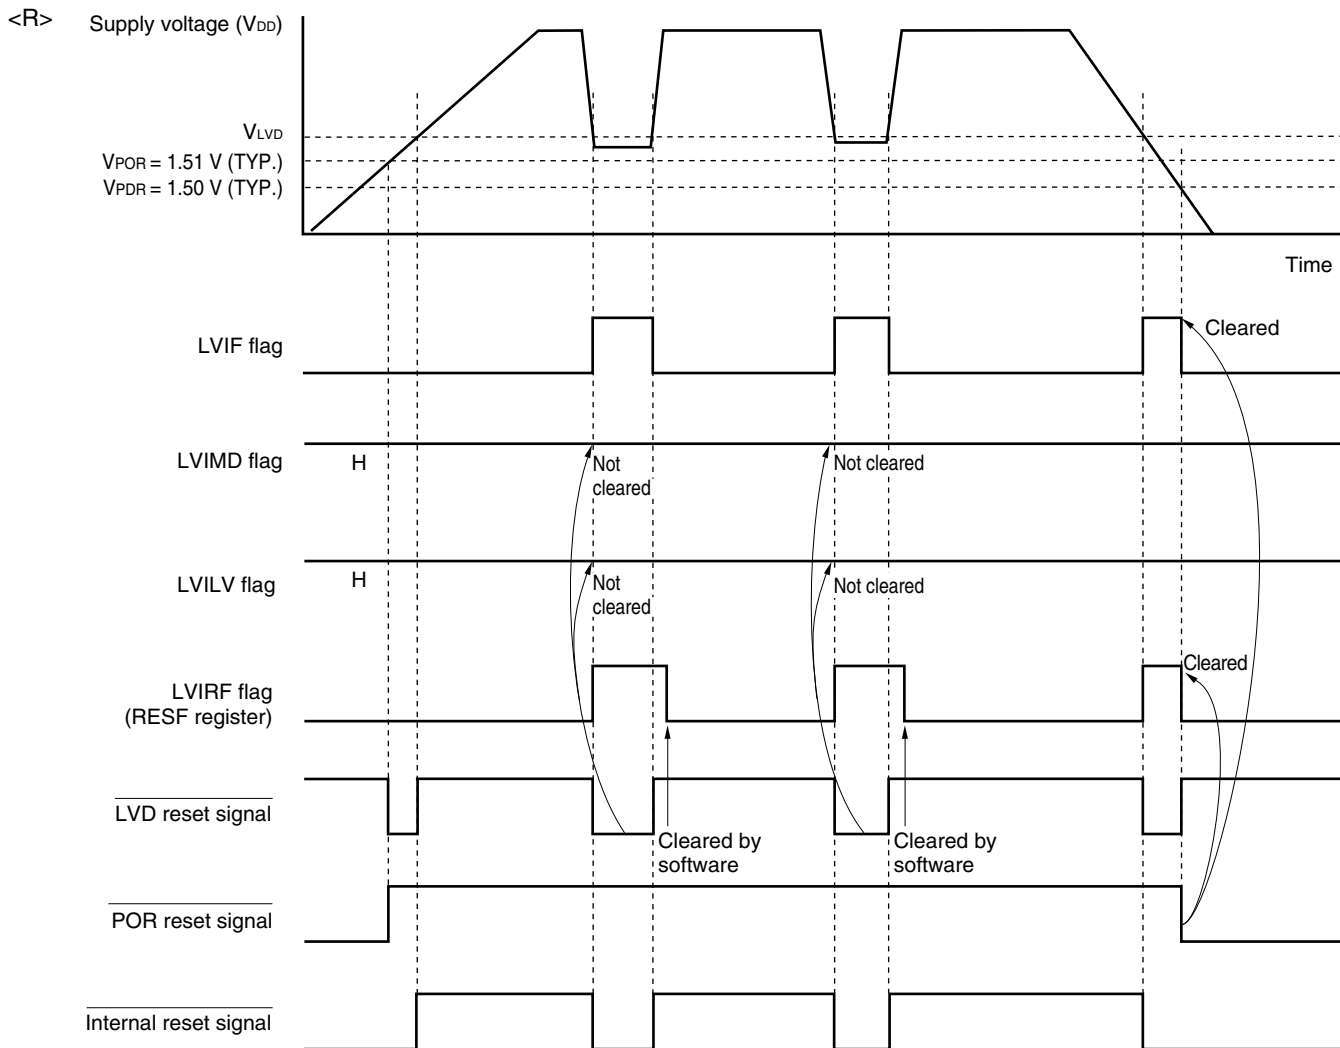 <R>
Supply voltage (VDD)
VLVD
VPOR = 1.51 V (TYP.)
VPDR = 1.50 V (TYP.)
Time
LVIF flag
Cleared
LVIMD flag
H
Not
cleared
Not cleared
LVILV flag
H
Not
cleared
Not cleared
LVIRF flag
(RESF register)
Cleared
LVD reset signal
Cleared by
software
Cleared by
software
POR reset signal
Internal reset signal